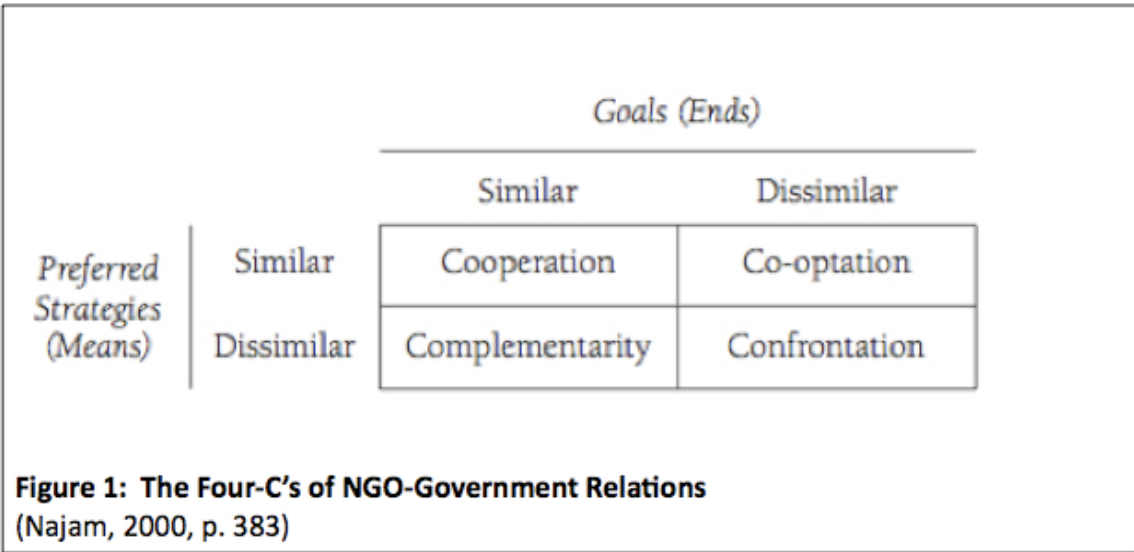 Goals (Ends)
Similar Dissimilar
Preferred Strategies (Means)
Similar Cooperation Co-optation
Dissimilar Complementarity Confrontation
Figure 1: The Four-C’s of NGO-Government Relations
(Najam, 2000, p. 383)